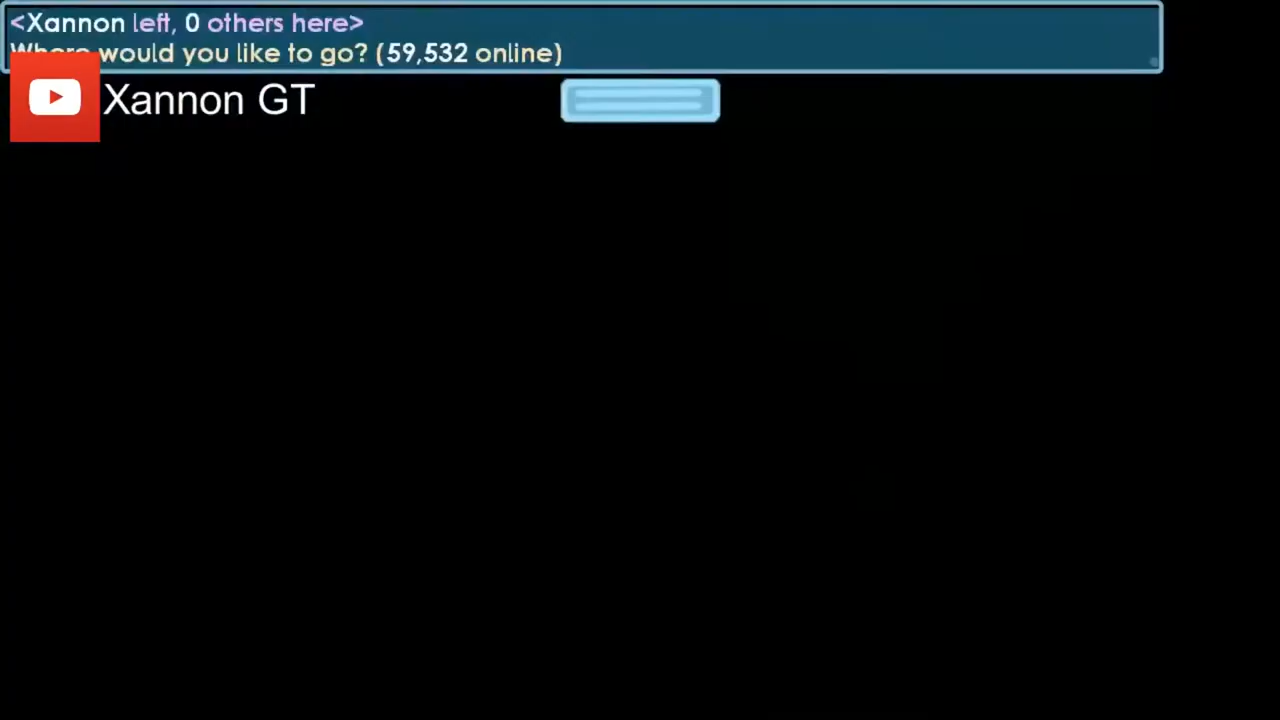 <Xannon left, 0 others here>
Where would you like to go? (59,532 online)
Xannon GT